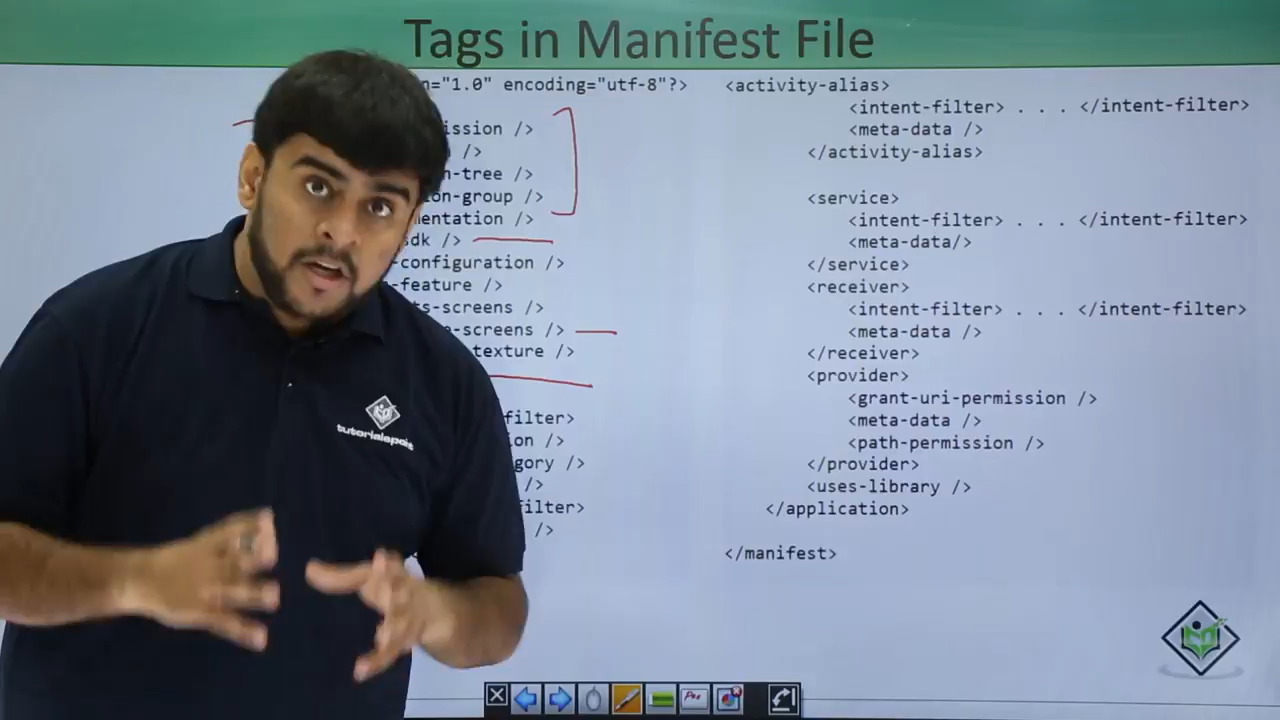 Tags in Manifest File
="1.0" encoding="utf-8"?>
ission />
/>
n-tree />
on-group />
mentation />
sdk />
-configuration />
-feature />
ts-screens />
-screens />
texture />
filter>
ion />
gory />
/>
filter>
/>
<activity-alias>
<intent-filter> . . . </intent-filter>
<meta-data />
</activity-alias>
<service>
<intent-filter> . . . </intent-filter>
<meta-data/>
</service>
<receiver>
<intent-filter> . . . </intent-filter>
<meta-data />
</receiver>
<provider>
<grant-uri-permission />
<meta-data />
<path-permission />
</provider>
<uses-library />
</application>
</manifest>
tutorialspoint